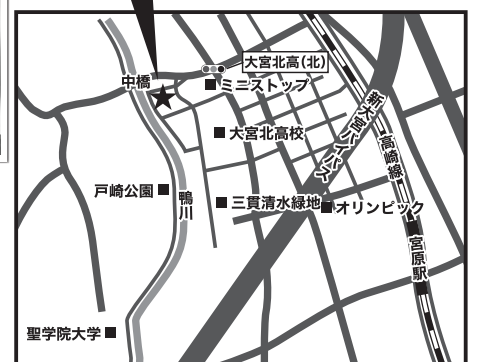 大宮北高(北)
中橋
ミニストップ
新大宮バイパス
大宮北高校
高崎線
戸崎公園
鴨川
三貫清水緑地
オリンピック
宮原駅
聖学院大学